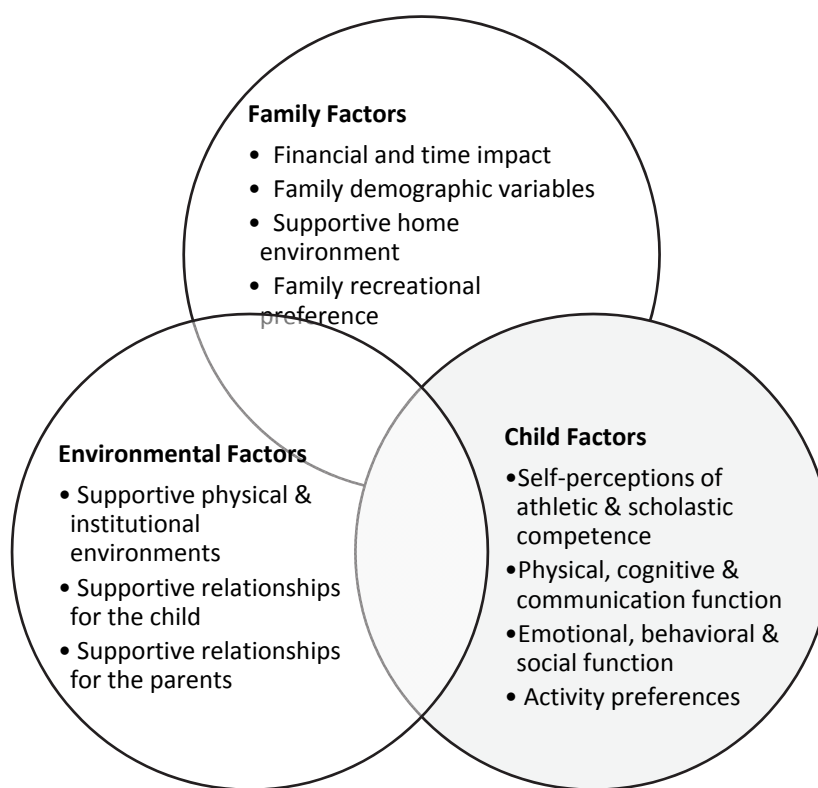 Family Factors
• Financial and time impact
• Family demographic variables
• Supportive home
environment
• Family recreational
preference
Environmental Factors
• Supportive physical &
institutional
environments
• Supportive relationships
for the child
• Supportive relationships
for the parents
Child Factors
•Self-perceptions of
athletic & scholastic
competence
•Physical, cognitive &
communication function
•Emotional, behavioral &
social function
• Activity preferences